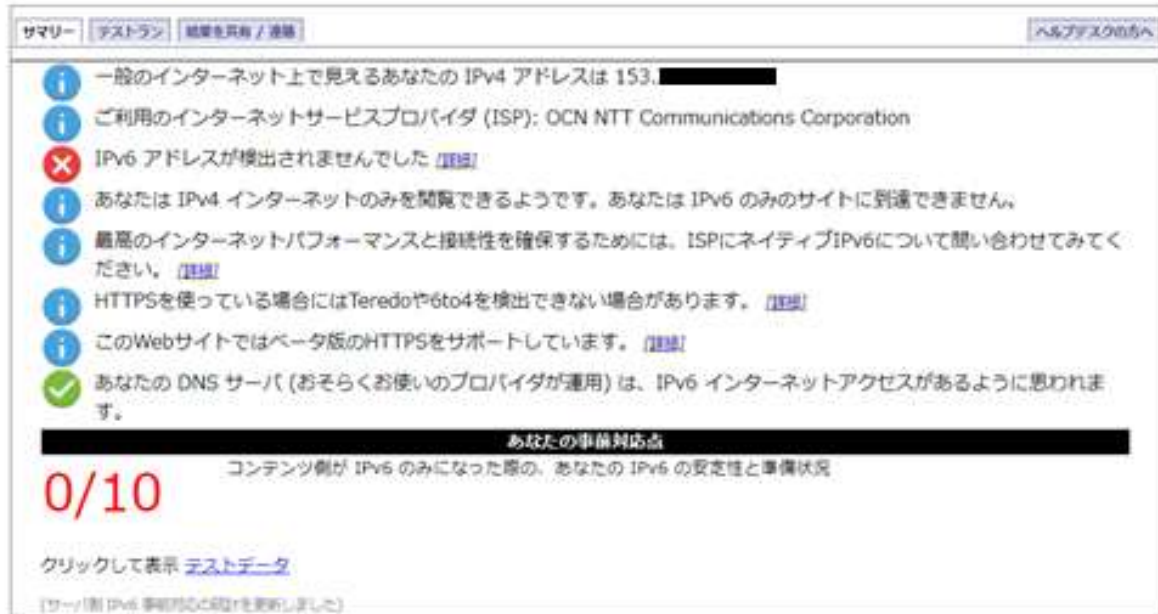 サマリー テストラン 結果を共有 / 連絡 ヘルプデスクの方へ
一般のインターネット上で見えるあなたの IPv4 アドレスは 153.
ご利用のインターネットサービスプロバイダ (ISP): OCN NTT Communications Corporation
IPv6 アドレスが検出されませんでした [詳細]
あなたは IPv4 インターネットのみを閲覧できるようです。あなたは IPv6 のみのサイトに到達できません。
最高のインターネットパフォーマンスと接続性を確保するためには、ISPにネイティブIPv6について問い合わせてみてく
ださい。 [詳細]
HTTPSを使っている場合にはTeredoや6to4を検出できない場合があります。 [詳細]
このWebサイトではベータ版のHTTPSをサポートしています。 [詳細]
あなたの DNS サーバ (おそらくお使いのプロバイダが運用) は、IPv6 インターネットアクセスがあるように思われま
す。
あなたの事前対応点
0/10 コンテンツ側が IPv6 のみになった際の、あなたの IPv6 の安定性と準備状況
クリックして表示 テストデータ
(サーバ側 IPv6 事前対応の統計を更新しました)